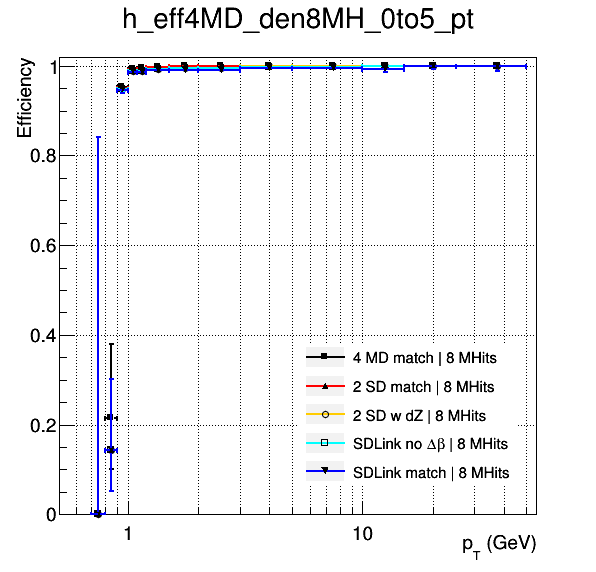 h_eff4MD_den8MH_0to5_pt
Efficiency
1
0.8
0.6
0.4
0.2
0
4 MD match | 8 MHits
2 SD match | 8 MHits
2 SD w dZ | 8 MHits
SDLink no Δβ | 8 MHits
SDLink match | 8 MHits
1
10
p_T (GeV)